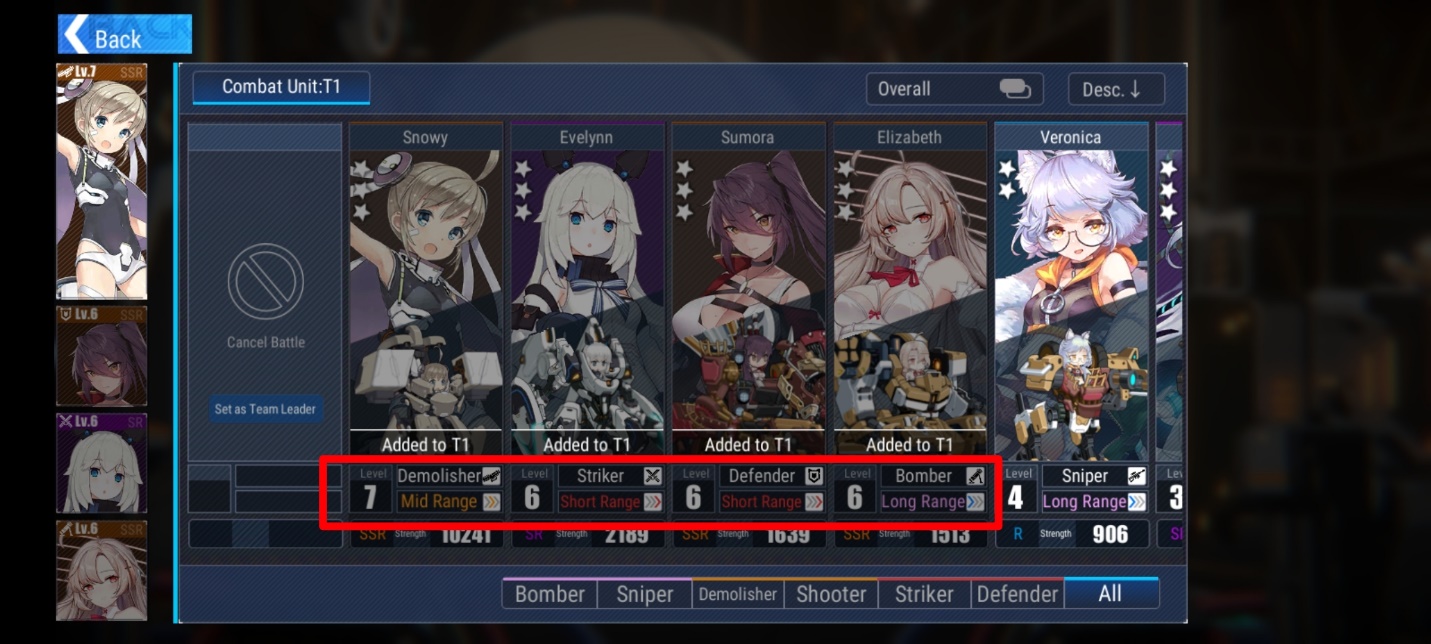 Back
Lv.7 SSR
Lv.6 SSR
Lv.6 SR
Lv.6 SSR
Combat Unit:T1
Overall
Desc.↓
Cancel Battle
Set as Team Leader
Snowy
Added to T1
Level 7
Demolisher
Mid Range
SSR Strength 10241
Evelynn
Added to T1
Level 6
Striker
Short Range
SR Strength 2189
Sumora
Added to T1
Level 6
Defender
Short Range
SSR Strength 1639
Elizabeth
Added to T1
Level 6
Bomber
Long Range
SSR Strength 1513
Veronica
Level 4
Sniper
Long Range
R Strength 906
3
Bomber
Sniper
Demolisher
Shooter
Striker
Defender
All